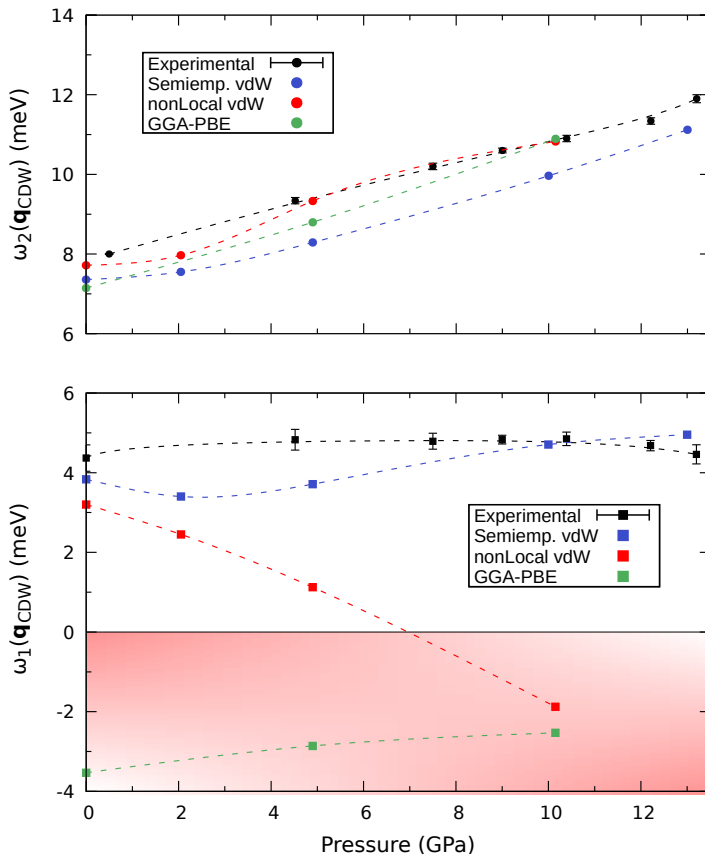 14
12
10
8
6
ω₂(qCDW) (meV)
Experimental
Semiemp. vdW
nonLocal vdW
GGA-PBE
6
4
2
0
-2
-4
ω₁(qCDW) (meV)
Experimental
Semiemp. vdW
nonLocal vdW
GGA-PBE
0 2 4 6 8 10 12
Pressure (GPa)